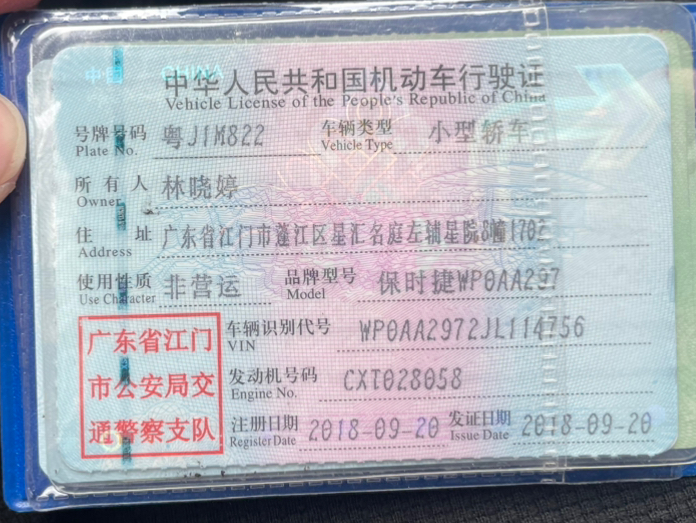 中国 CHINA
中华人民共和国机动车行驶证
Vehicle License of the People's Republic of China
号牌号码 粤J1M822 车辆类型 小型轿车
Plate No. Vehicle Type
所有人 林晓婷
Owner
住址 广东省江门市蓬江区星汇名庭左辅星院8幢1702
Address
使用性质 非营运 品牌型号 保时捷WP0AA297
Use Character Model
广东省江门
市公安局交
通警察支队
车辆识别代号 WP0AA2972JL114756
VIN
发动机号码 CXT028058
Engine No.
注册日期 2018-09-20 发证日期 2018-09-20
Register Date Issue Date